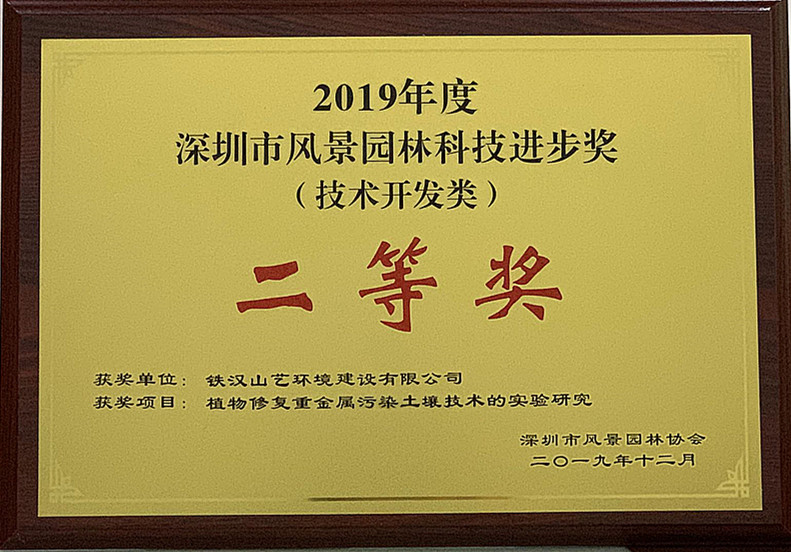 2019年度
深圳市风景园林科技进步奖
（技术开发类）
二等奖
获奖单位：铁汉山艺环境建设有限公司
获奖项目：植物修复重金属污染土壤技术的实验研究
深圳市风景园林协会
二〇一九年十二月